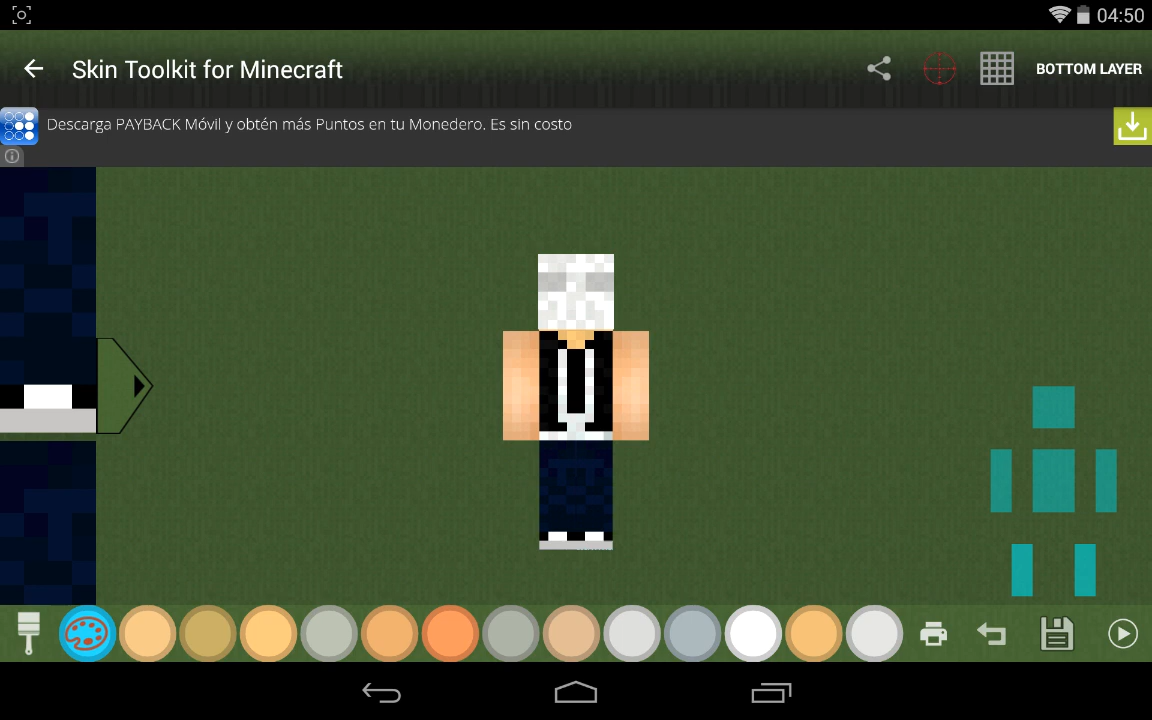 04:50
Skin Toolkit for Minecraft
BOTTOM LAYER
Descarga PAYBACK Móvil y obtén más Puntos en tu Monedero. Es sin costo